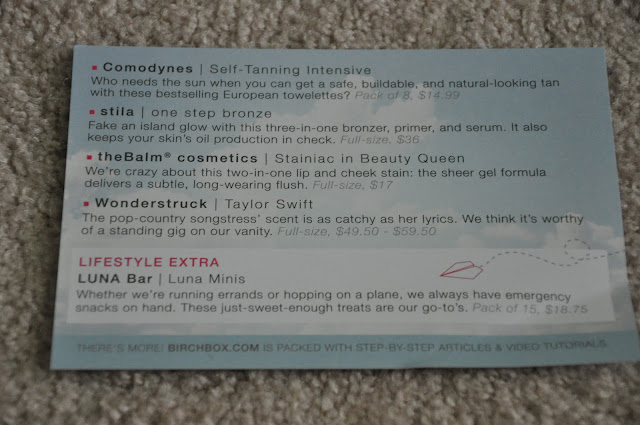 ▪ Comodynes | Self-Tanning Intensive
Who needs the sun when you can get a safe, buildable, and natural-looking tan
with these bestselling European towelettes? Pack of 8, $14.99
▪ stila | one step bronze
Fake an island glow with this three-in-one bronzer, primer, and serum. It also
keeps your skin's oil production in check. Full-size, $36
▪ theBalm® cosmetics | Stainiac in Beauty Queen
We're crazy about this two-in-one lip and cheek stain: the sheer gel formula
delivers a subtle, long-wearing flush. Full-size, $17
▪ Wonderstruck | Taylor Swift
The pop-country songstress' scent is as catchy as her lyrics. We think it's worthy
of a standing gig on our vanity. Full-size, $49.50 - $59.50
LIFESTYLE EXTRA
LUNA Bar | Luna Minis
Whether we're running errands or hopping on a plane, we always have emergency
snacks on hand. These just-sweet-enough treats are our go-to's. Pack of 15, $18.75
THERE'S MORE! BIRCHBOX.COM IS PACKED WITH STEP-BY-STEP ARTICLES & VIDEO TUTORIALS.